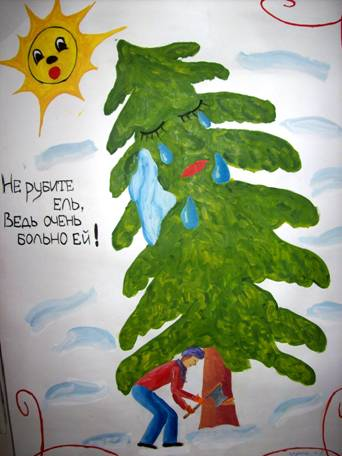 Не рубите
ель,
Ведь очень
больно ей!